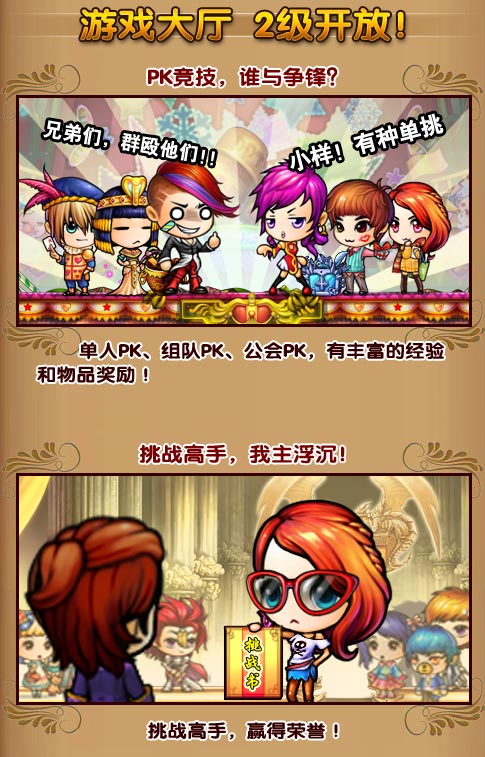 游戏大厅 2级开放！
PK竞技，谁与争锋？
兄弟们，群殴他们!!
小样！有种单挑
单人PK、组队PK、公会PK，有丰富的经验
和物品奖励！
挑战高手，我主浮沉！
挑战书
挑战高手，赢得荣誉！